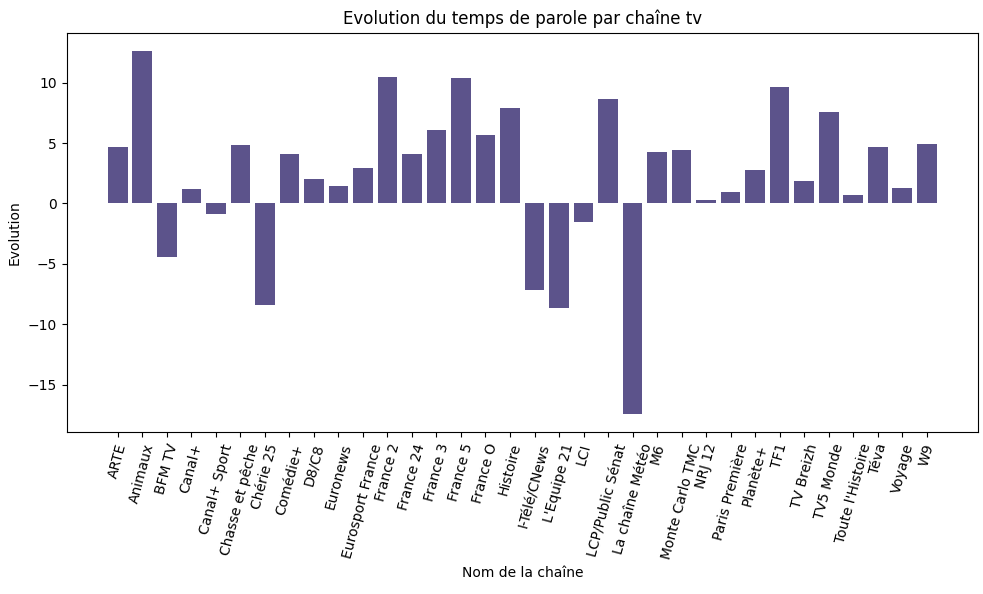 Evolution du temps de parole par chaîne tv
Evolution
10
5
0
−5
−10
−15
ARTE
Animaux
BFM TV
Canal+
Canal+ Sport
Chasse et pêche
Chérie 25
Comédie+
D8/C8
Euronews
Eurosport France
France 2
France 24
France 3
France 5
France O
Histoire
I-Télé/CNews
L'Equipe 21
LCI
LCP/Public Sénat
La chaîne Météo
M6
Monte Carlo TMC
NRJ 12
Paris Première
Planète+
TF1
TV Breizh
TV5 Monde
Toute l'Histoire
Téva
Voyage
W9
Nom de la chaîne